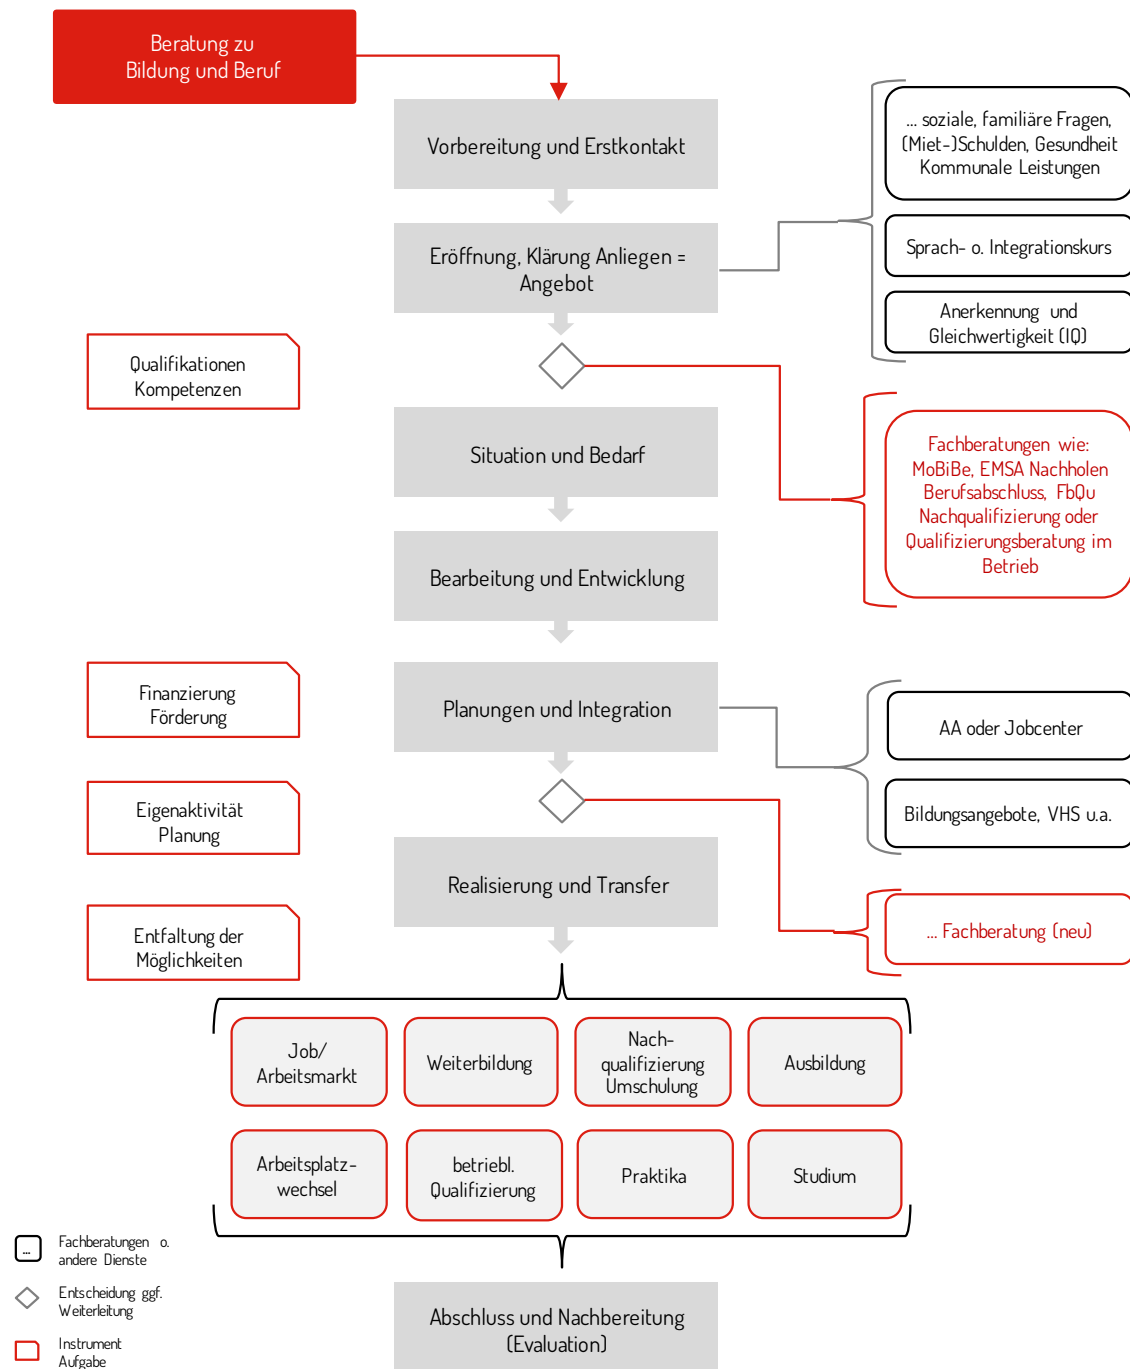 Beratung zu
Bildung und Beruf
Vorbereitung und Erstkontakt
... soziale, familiäre Fragen,
(Miet-)Schulden, Gesundheit
Kommunale Leistungen
Eröffnung, Klärung Anliegen =
Angebot
Sprach- o. Integrationskurs
Anerkennung und
Gleichwertigkeit (IQ)
Qualifikationen
Kompetenzen
Situation und Bedarf
Fachberatungen wie:
MoBiBe, EMSA Nachholen
Berufsabschluss, FbQu
Nachqualifizierung oder
Qualifizierungsberatung im
Betrieb
Bearbeitung und Entwicklung
Finanzierung
Förderung
Planungen und Integration
AA oder Jobcenter
Eigenaktivität
Planung
Bildungsangebote, VHS u.a.
Realisierung und Transfer
Entfaltung der
Möglichkeiten
... Fachberatung (neu)
Job/
Arbeitsmarkt
Weiterbildung
Nach-
qualifizierung
Umschulung
Ausbildung
Arbeitsplatz-
wechsel
betriebl.
Qualifizierung
Praktika
Studium
...
Fachberatungen o.
andere Dienste
Entscheidung ggf.
Weiterleitung
Instrument
Aufgabe
Abschluss und Nachbereitung
(Evaluation)